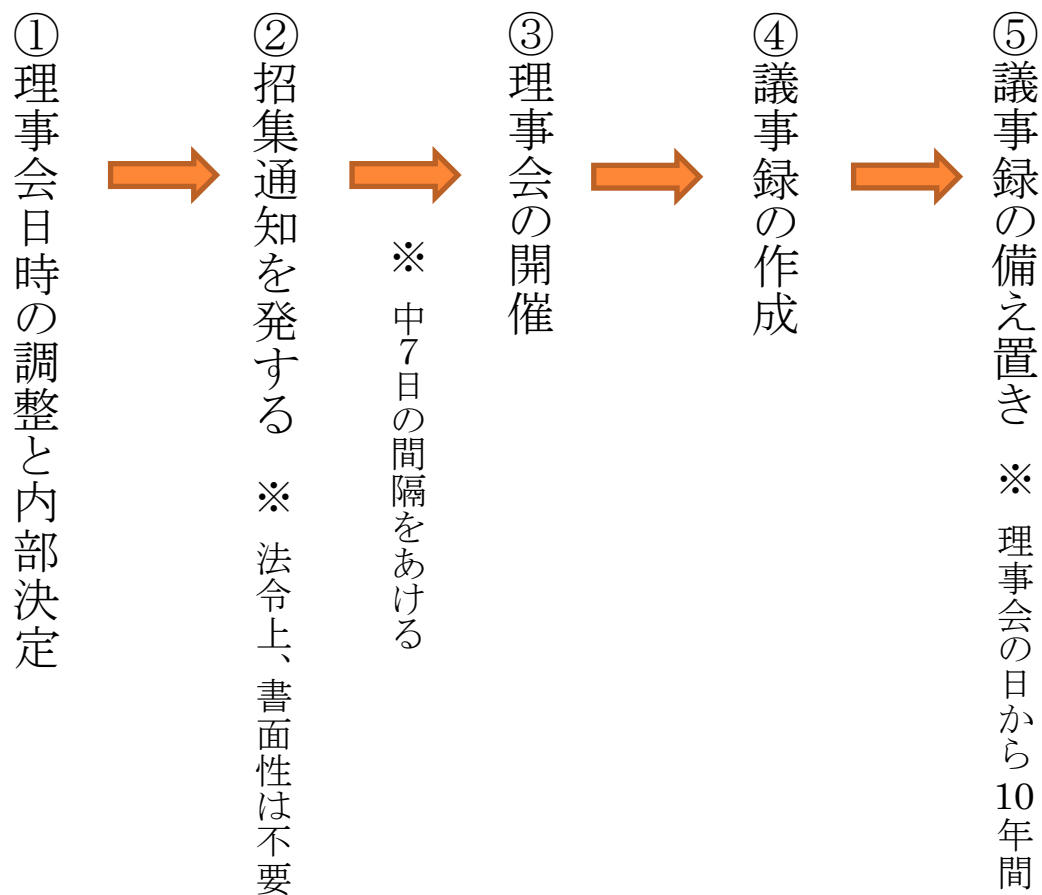 ①理事会日時の調整と内部決定
②招集通知を発する ※ 法令上、書面性は不要
※ 中7日の間隔をあける
③理事会の開催
④議事録の作成
⑤議事録の備え置き ※ 理事会の日から10年間